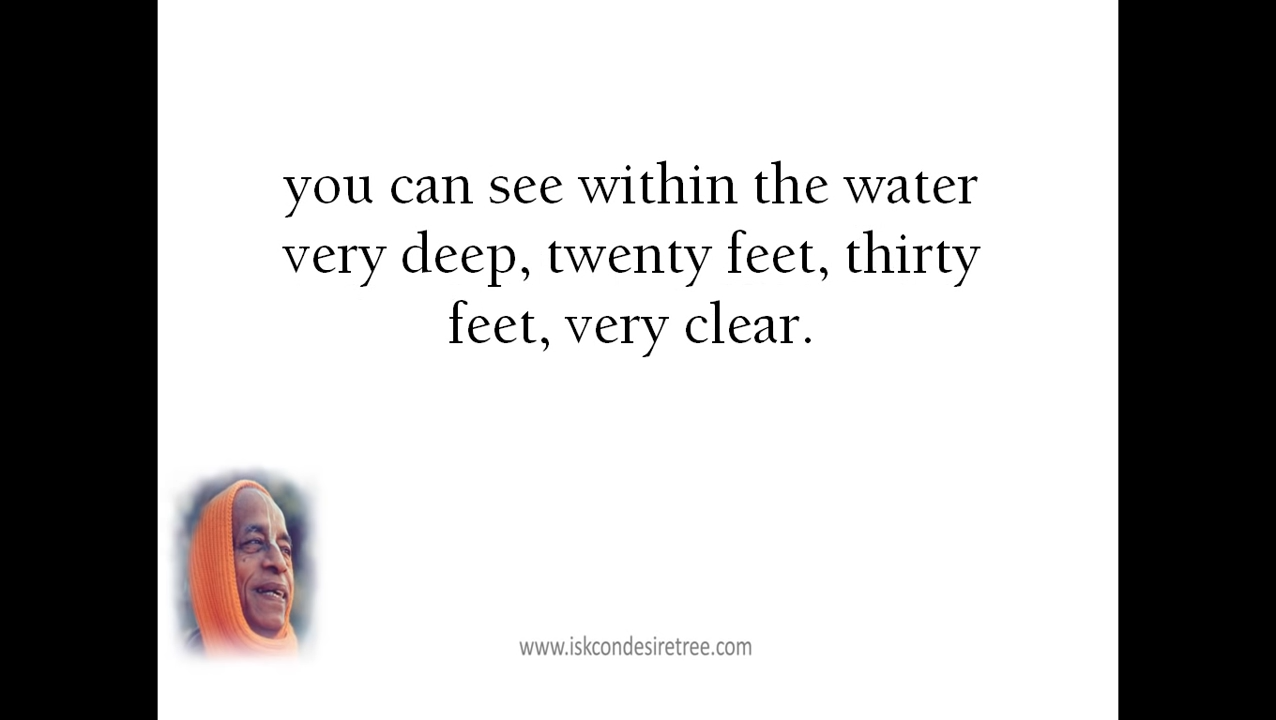 you can see within the water
very deep, twenty feet, thirty
feet, very clear.
www.iskcondesiretree.com